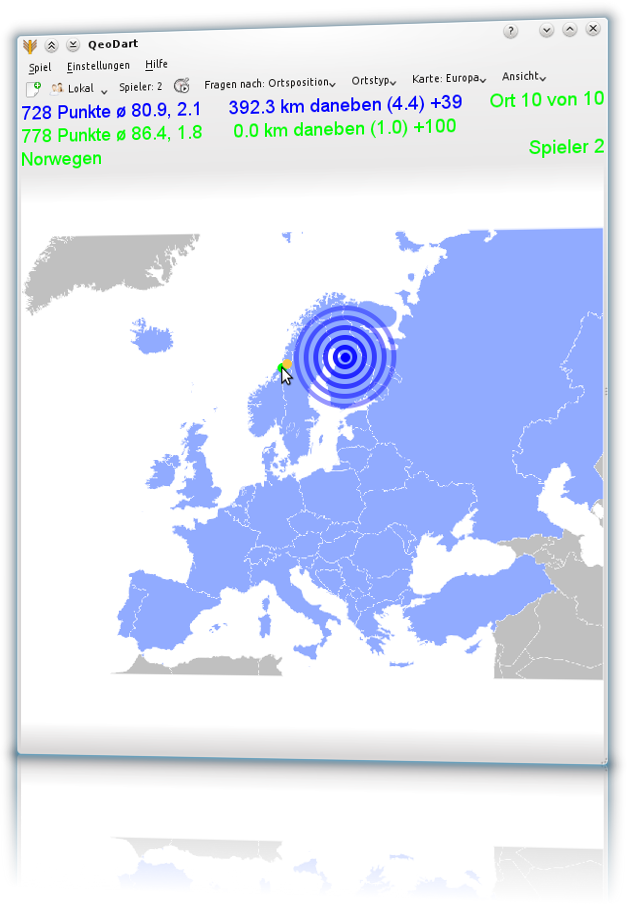 QeoDart
Spiel Einstellungen Hilfe
Lokal Spieler: 2 Fragen nach: Ortsposition Ortstyp Karte: Europa Ansicht
728 Punkte ø 80.9, 2.1 392.3 km daneben (4.4) +39 Ort 10 von 10
778 Punkte ø 86.4, 1.8 0.0 km daneben (1.0) +100
Norwegen Spieler 2